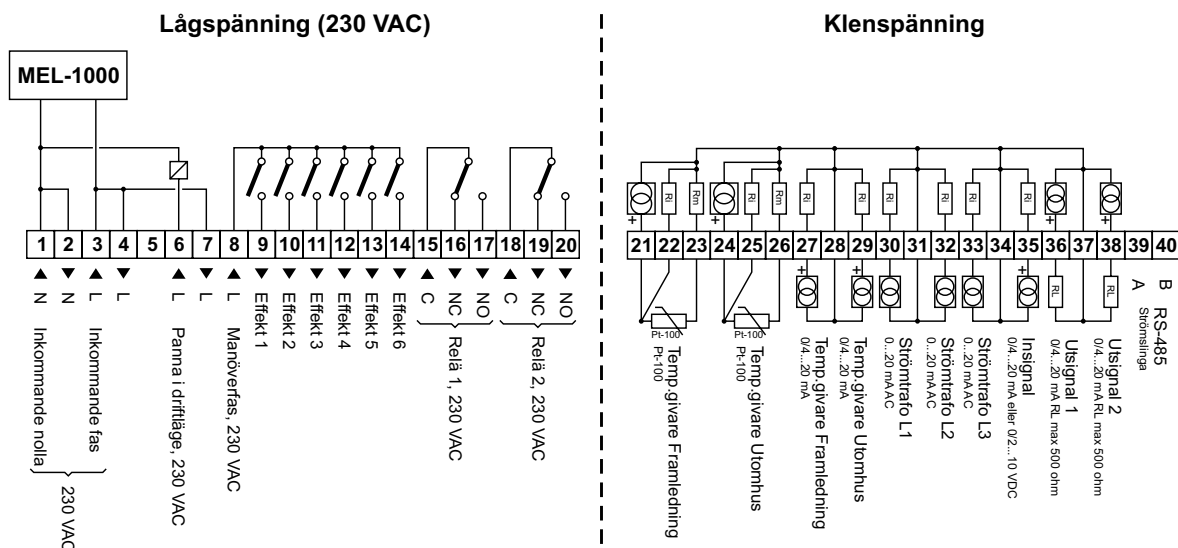 Lågspänning (230 VAC)
Klenspänning
MEL-1000
Ri
Rm
Ri
Rm
Ri
Ri
Ri
Ri
Ri
Ri
+
+
+
+
1 2 3 4 5 6 7 8 9 10 11 12 13 14 15 16 17 18 19 20
21 22 23 24 25 26 27 28 29 30 31 32 33 34 35 36 37 38 39 40
+
+
+
RL
RL
Pt-100
Pt-100
N
N
L
L
L
L
Effekt 1
Effekt 2
Effekt 3
Effekt 4
Effekt 5
Effekt 6
C
NC
NO
C
NC
NO
Inkommande nolla
Inkommande fas
230 VAC
Panna i driftläge, 230 VAC
Manöverfas, 230 VAC
Relä 1, 230 VAC
Relä 2, 230 VAC
Temp.givare Framledning
Pt-100
Temp.givare Utomhus
Pt-100
Temp.givare Framledning
0/4...20 mA
Temp.givare Utomhus
0/4...20 mA
Strömtrafo L1
0...20 mA AC
Strömtrafo L2
0...20 mA AC
Strömtrafo L3
0...20 mA AC
Insignal
0/4...20 mA eller 0/2...10 VDC
Utsignal 1
0/4...20 mA RL max 500 ohm
Utsignal 2
0/4...20 mA RL max 500 ohm
A
B
RS-485
Strömslinga